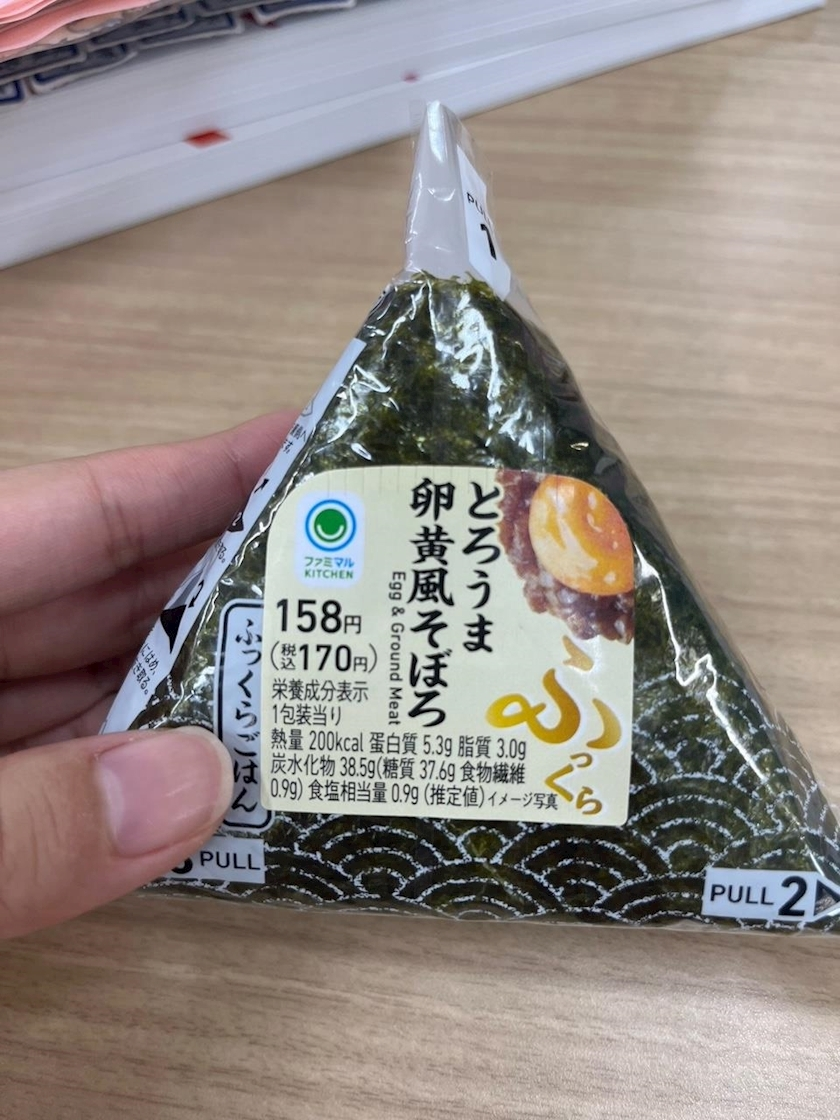 PULL
1
とろうま
卵黄風そぼろ
Egg & Ground Meat
ファミマル
KITCHEN
158円
(税込170円)
栄養成分表示
1包装当り
熱量 200kcal 蛋白質 5.3g 脂質 3.0g
炭水化物 38.5g(糖質 37.6g 食物繊維
0.9g) 食塩相当量 0.9g (推定値) イメージ写真
ふっくら
ふっくらごはん
2
3 PULL
PULL 2